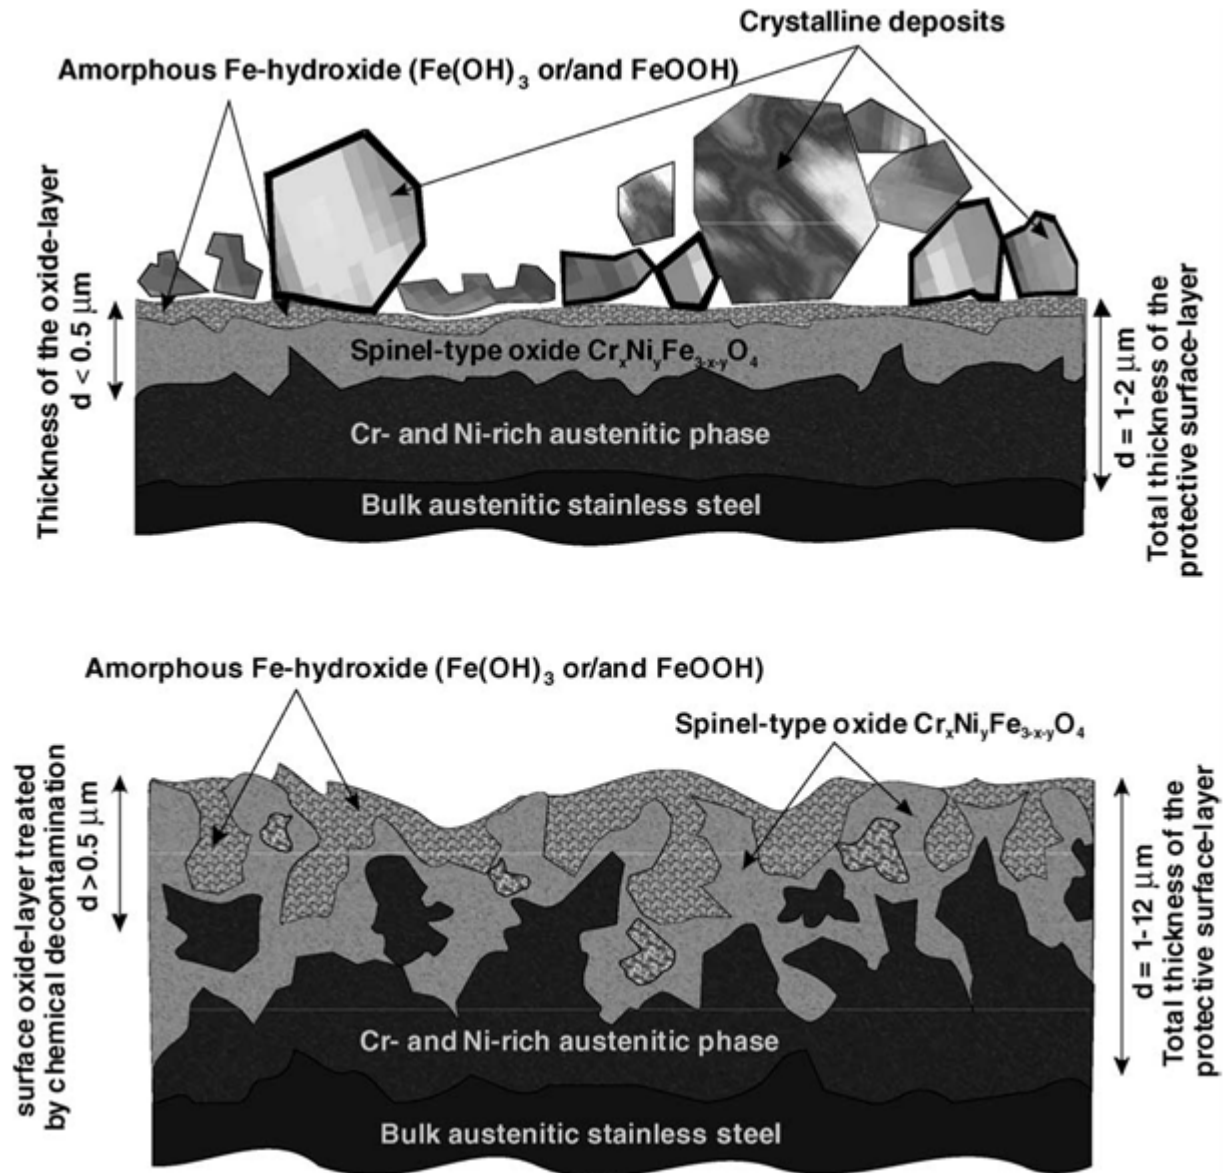 Crystalline deposits
Amorphous Fe-hydroxide (Fe(OH)₃ or/and FeOOH)
Thickness of the oxide-layer
d < 0.5 µm
Spinel-type oxide CrₓNiᵧFe₃₋ₓ₋ᵧO₄
Cr- and Ni-rich austenitic phase
Bulk austenitic stainless steel
d = 1-2 µm
Total thickness of the
protective surface-layer
Amorphous Fe-hydroxide (Fe(OH)₃ or/and FeOOH)
Spinel-type oxide CrₓNiᵧFe₃₋ₓ₋ᵧO₄
surface oxide-layer treated
by chemical decontamination
d > 0.5 µm
Cr- and Ni-rich austenitic phase
Bulk austenitic stainless steel
d = 1-12 µm
Total thickness of the
protective surface-layer